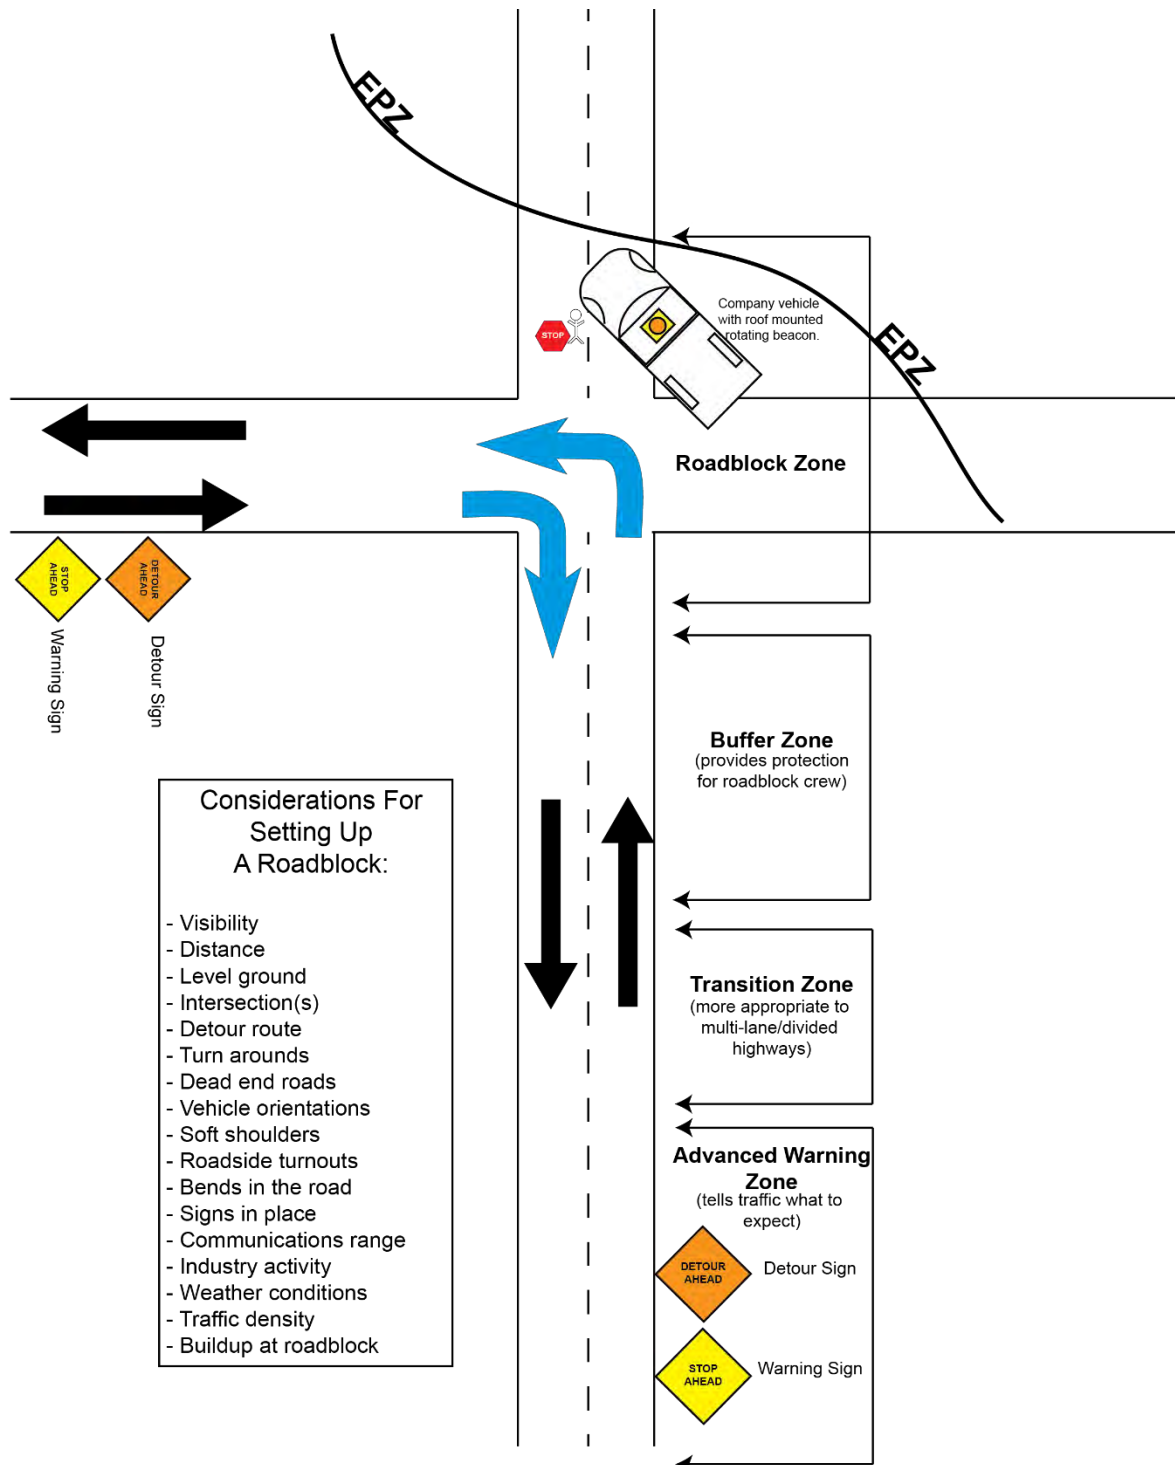 EPZ
Company vehicle
with roof mounted
rotating beacon.
STOP
EPZ
Roadblock Zone
STOP
AHEAD
DETOUR
AHEAD
Warning Sign
Detour Sign
Buffer Zone
(provides protection
for roadblock crew)
Considerations For
Setting Up
A Roadblock:
- Visibility
- Distance
- Level ground
- Intersection(s)
- Detour route
- Turn arounds
- Dead end roads
- Vehicle orientations
- Soft shoulders
- Roadside turnouts
- Bends in the road
- Signs in place
- Communications range
- Industry activity
- Weather conditions
- Traffic density
- Buildup at roadblock
Transition Zone
(more appropriate to
multi-lane/divided
highways)
Advanced Warning
Zone
(tells traffic what to
expect)
DETOUR
AHEAD
Detour Sign
STOP
AHEAD
Warning Sign